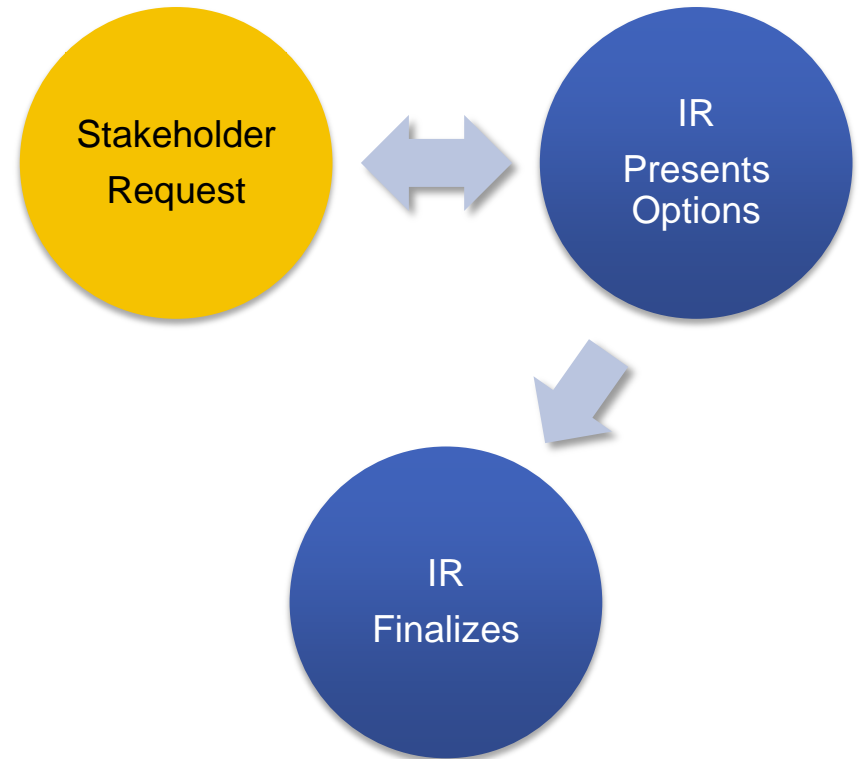 Stakeholder
Request
IR
Presents
Options
IR
Finalizes